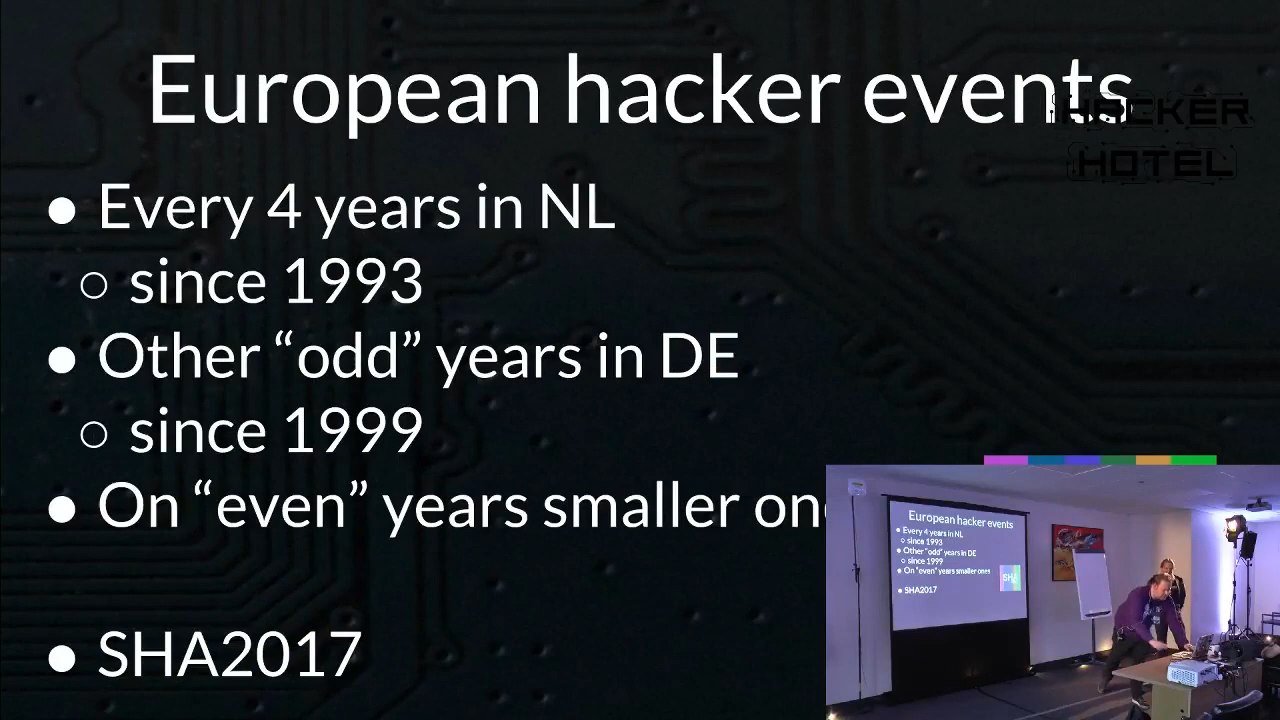 European hacker events
HACKER
HOTEL
• Every 4 years in NL
○ since 1993
• Other “odd” years in DE
○ since 1999
• On “even” years smaller on
• SHA2017
European hacker events
• Every 4 years in NL
○ since 1993
• Other “odd” years in DE
○ since 1999
• On “even” years smaller ones
• SHA2017
SHA